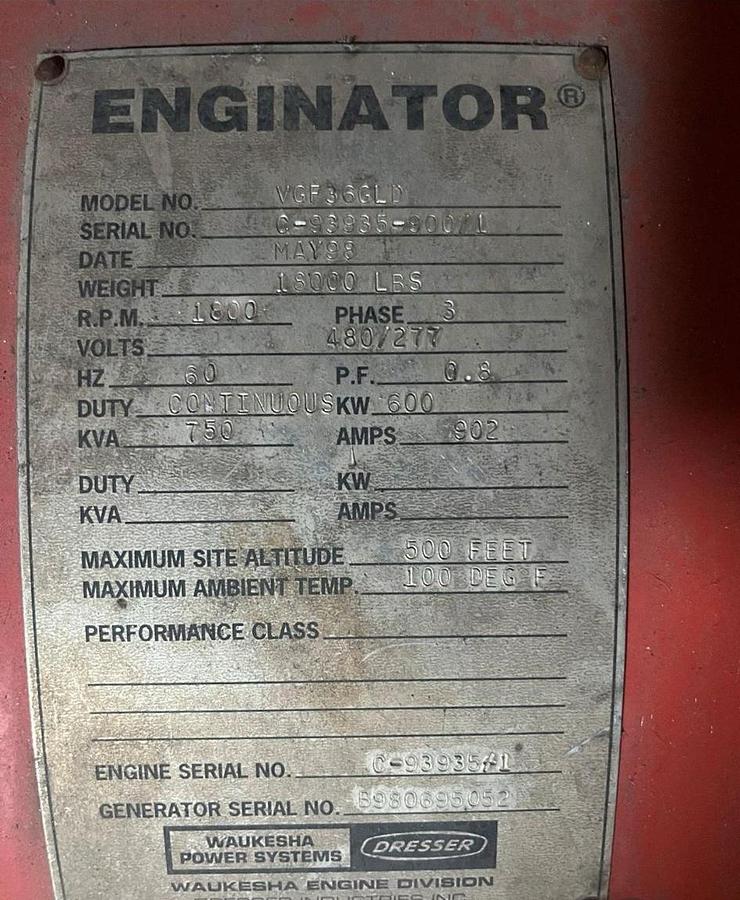 ENGINATOR®
MODEL NO. VGF36GLD
SERIAL NO. C-93935-900/1
DATE MAY98
WEIGHT 18000 LBS
R.P.M. 1800 PHASE 3
VOLTS 480/277
HZ 60 P.F. 0.8
DUTY CONTINUOUS KW 600
KVA 750 AMPS 902
DUTY KW
KVA AMPS
MAXIMUM SITE ALTITUDE 500 FEET
MAXIMUM AMBIENT TEMP. 100 DEG F
PERFORMANCE CLASS
ENGINE SERIAL NO. C-93935/1
GENERATOR SERIAL NO.
WAUKESHA
POWER SYSTEMS DRESSER
WAUKESHA ENGINE DIVISION
DRESSER INDUSTRIES INC